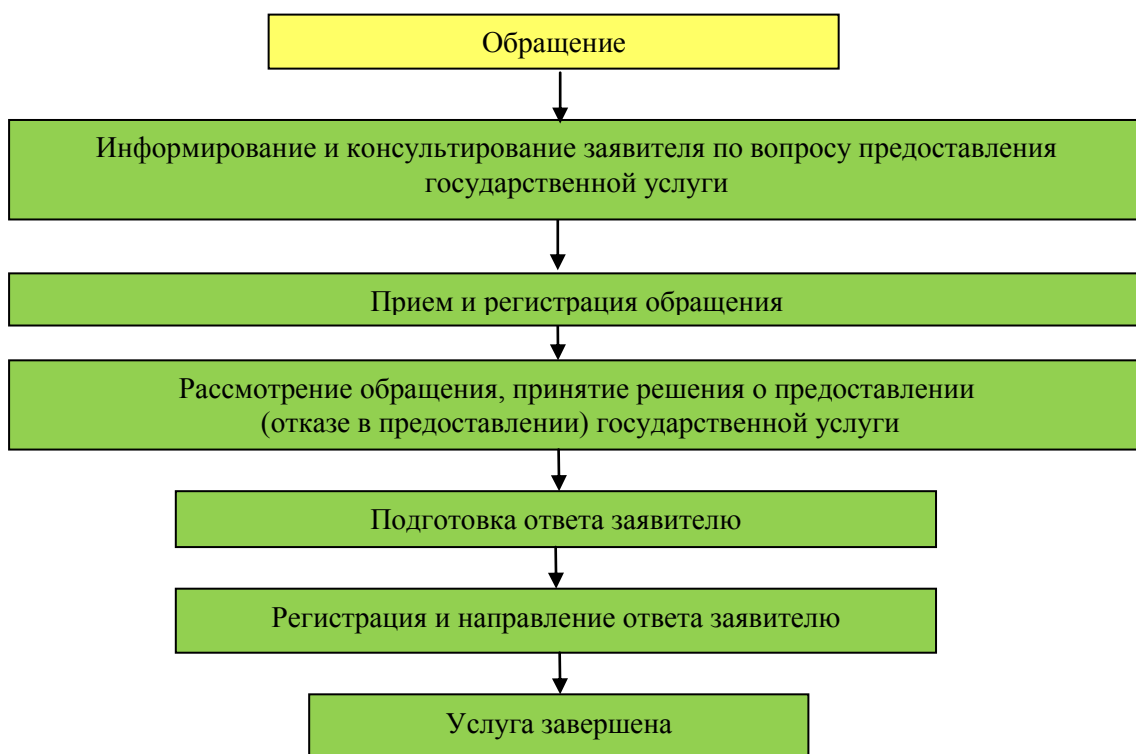 Обращение
Информирование и консультирование заявителя по вопросу предоставления
государственной услуги
Прием и регистрация обращения
Рассмотрение обращения, принятие решения о предоставлении
(отказе в предоставлении) государственной услуги
Подготовка ответа заявителю
Регистрация и направление ответа заявителю
Услуга завершена